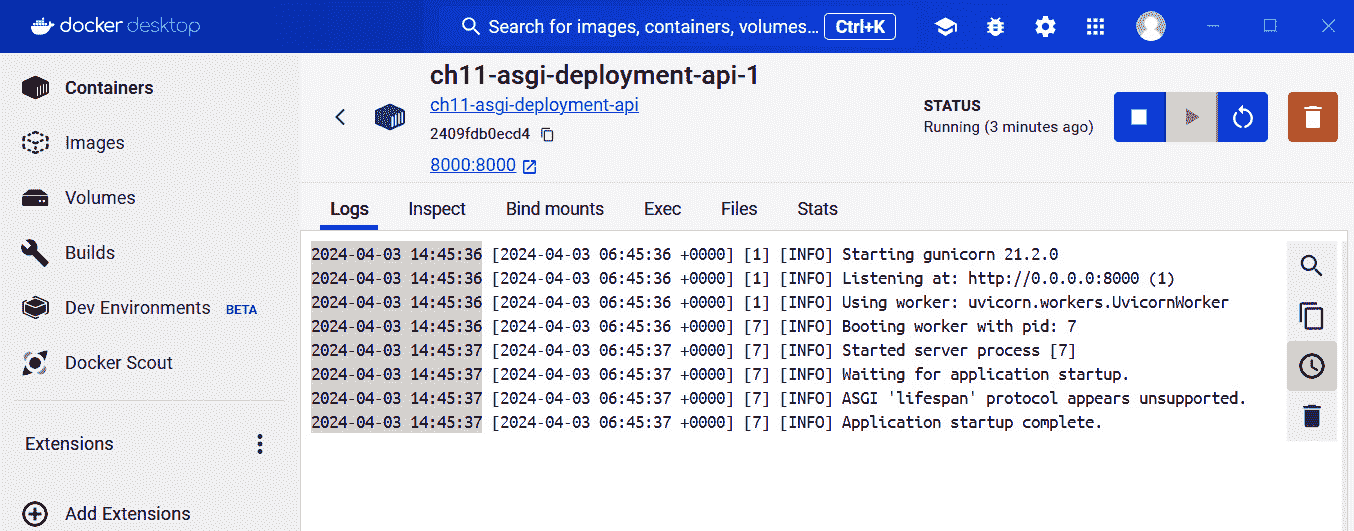 docker desktop
Search for images, containers, volumes... Ctrl+K
Containers
Images
Volumes
Builds
Dev Environments BETA
Docker Scout
Extensions
Add Extensions
ch11-asgi-deployment-api-1
ch11-asgi-deployment-api
2409fdb0ecd4
8000:8000
STATUS
Running (3 minutes ago)
Logs Inspect Bind mounts Exec Files Stats
2024-04-03 14:45:36 [2024-04-03 06:45:36 +0000] [1] [INFO] Starting gunicorn 21.2.0
2024-04-03 14:45:36 [2024-04-03 06:45:36 +0000] [1] [INFO] Listening at: http://0.0.0.0:8000 (1)
2024-04-03 14:45:36 [2024-04-03 06:45:36 +0000] [1] [INFO] Using worker: uvicorn.workers.UvicornWorker
2024-04-03 14:45:36 [2024-04-03 06:45:36 +0000] [7] [INFO] Booting worker with pid: 7
2024-04-03 14:45:37 [2024-04-03 06:45:37 +0000] [7] [INFO] Started server process [7]
2024-04-03 14:45:37 [2024-04-03 06:45:37 +0000] [7] [INFO] Waiting for application startup.
2024-04-03 14:45:37 [2024-04-03 06:45:37 +0000] [7] [INFO] ASGI 'lifespan' protocol appears unsupported.
2024-04-03 14:45:37 [2024-04-03 06:45:37 +0000] [7] [INFO] Application startup complete.